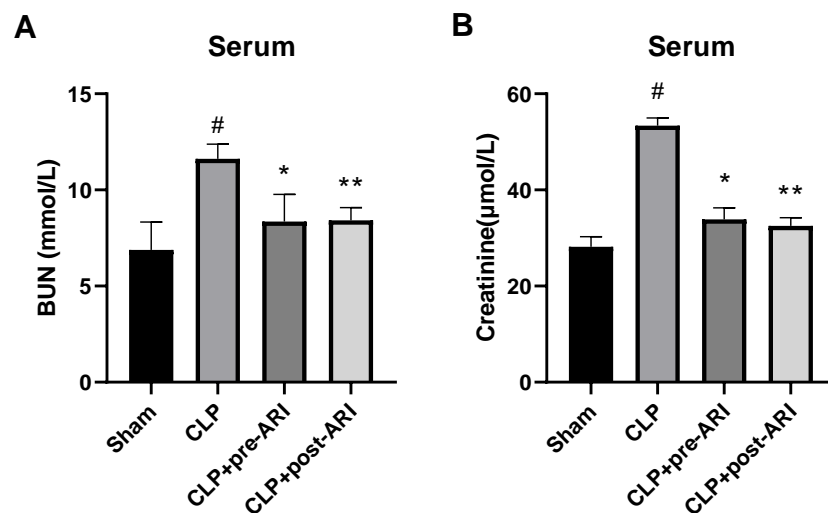 A
Serum
BUN (mmol/L)
15
10
5
0
#
*
**
Sham
CLP
CLP+pre-ARI
CLP+post-ARI
B
Serum
Creatinine(μmol/L)
60
40
20
0
#
*
**
Sham
CLP
CLP+pre-ARI
CLP+post-ARI